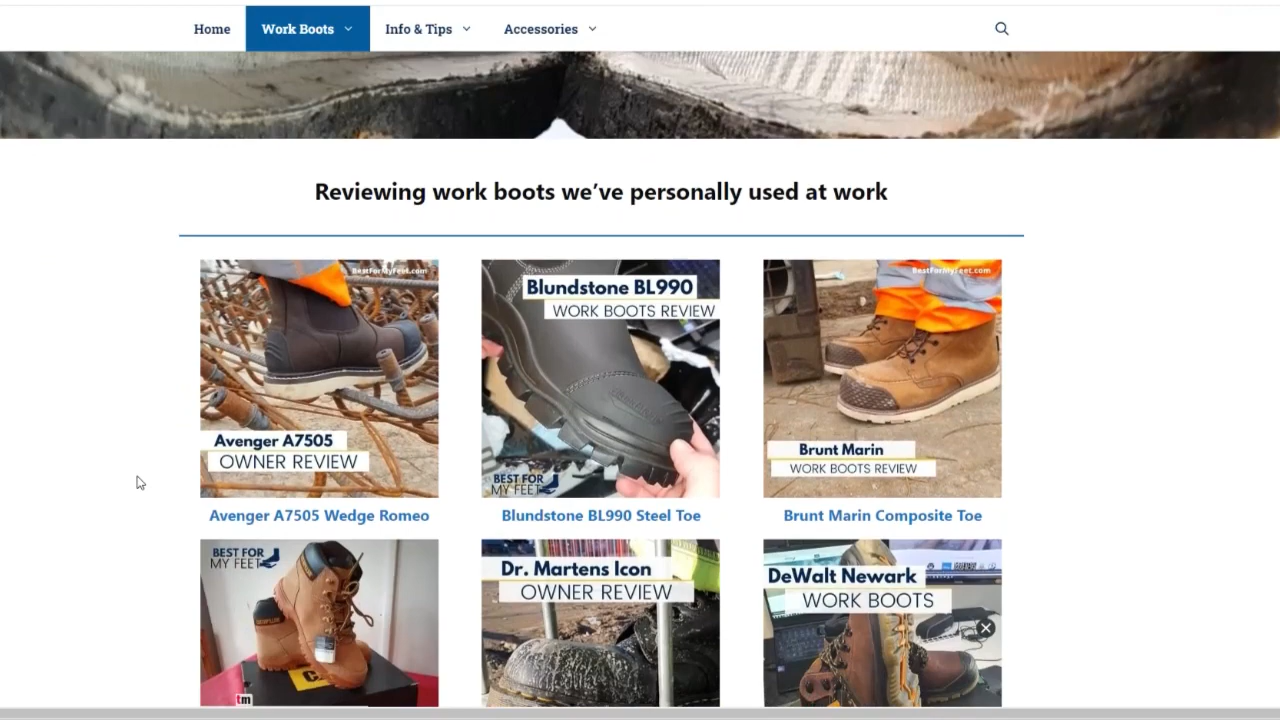 Home Work Boots Info & Tips Accessories
Reviewing work boots we've personally used at work
BestForMyFeet.com
Avenger A7505
OWNER REVIEW
Blundstone BL990
WORK BOOTS REVIEW
BEST FOR
MY FEET
BestForMyFeet.com
Brunt Marin
WORK BOOTS REVIEW
Avenger A7505 Wedge Romeo
Blundstone BL990 Steel Toe
Brunt Marin Composite Toe
BEST FOR
MY FEET
tm
Dr. Martens Icon
OWNER REVIEW
DeWalt Newark
WORK BOOTS